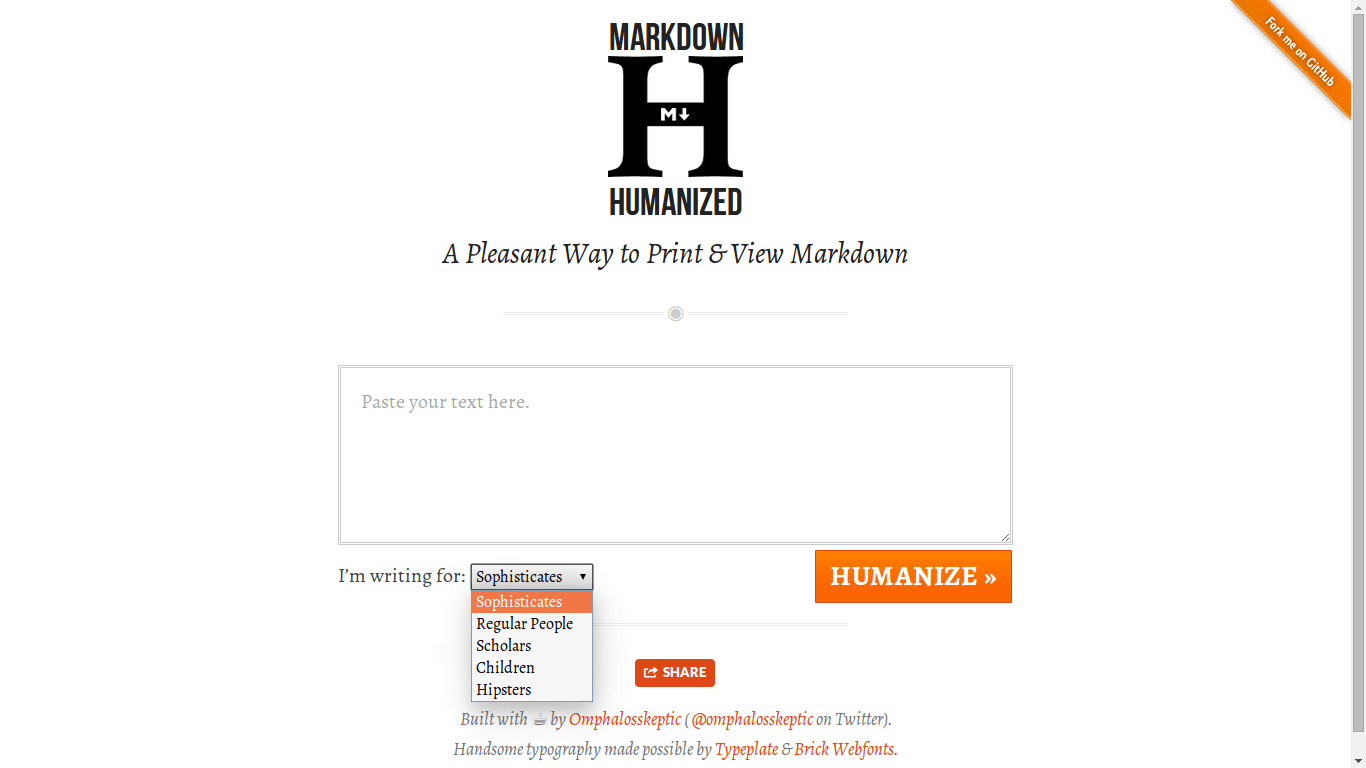 Fork me on GitHub
MARKDOWN
M
HUMANIZED
A Pleasant Way to Print & View Markdown
Paste your text here.
I’m writing for: Sophisticates
HUMANIZE »
Sophisticates
Regular People
Scholars
Children
Hipsters
SHARE
Built with ☕ by Omphalosskeptic ( @omphalosskeptic on Twitter).
Handsome typography made possible by Typeplate & Brick Webfonts.